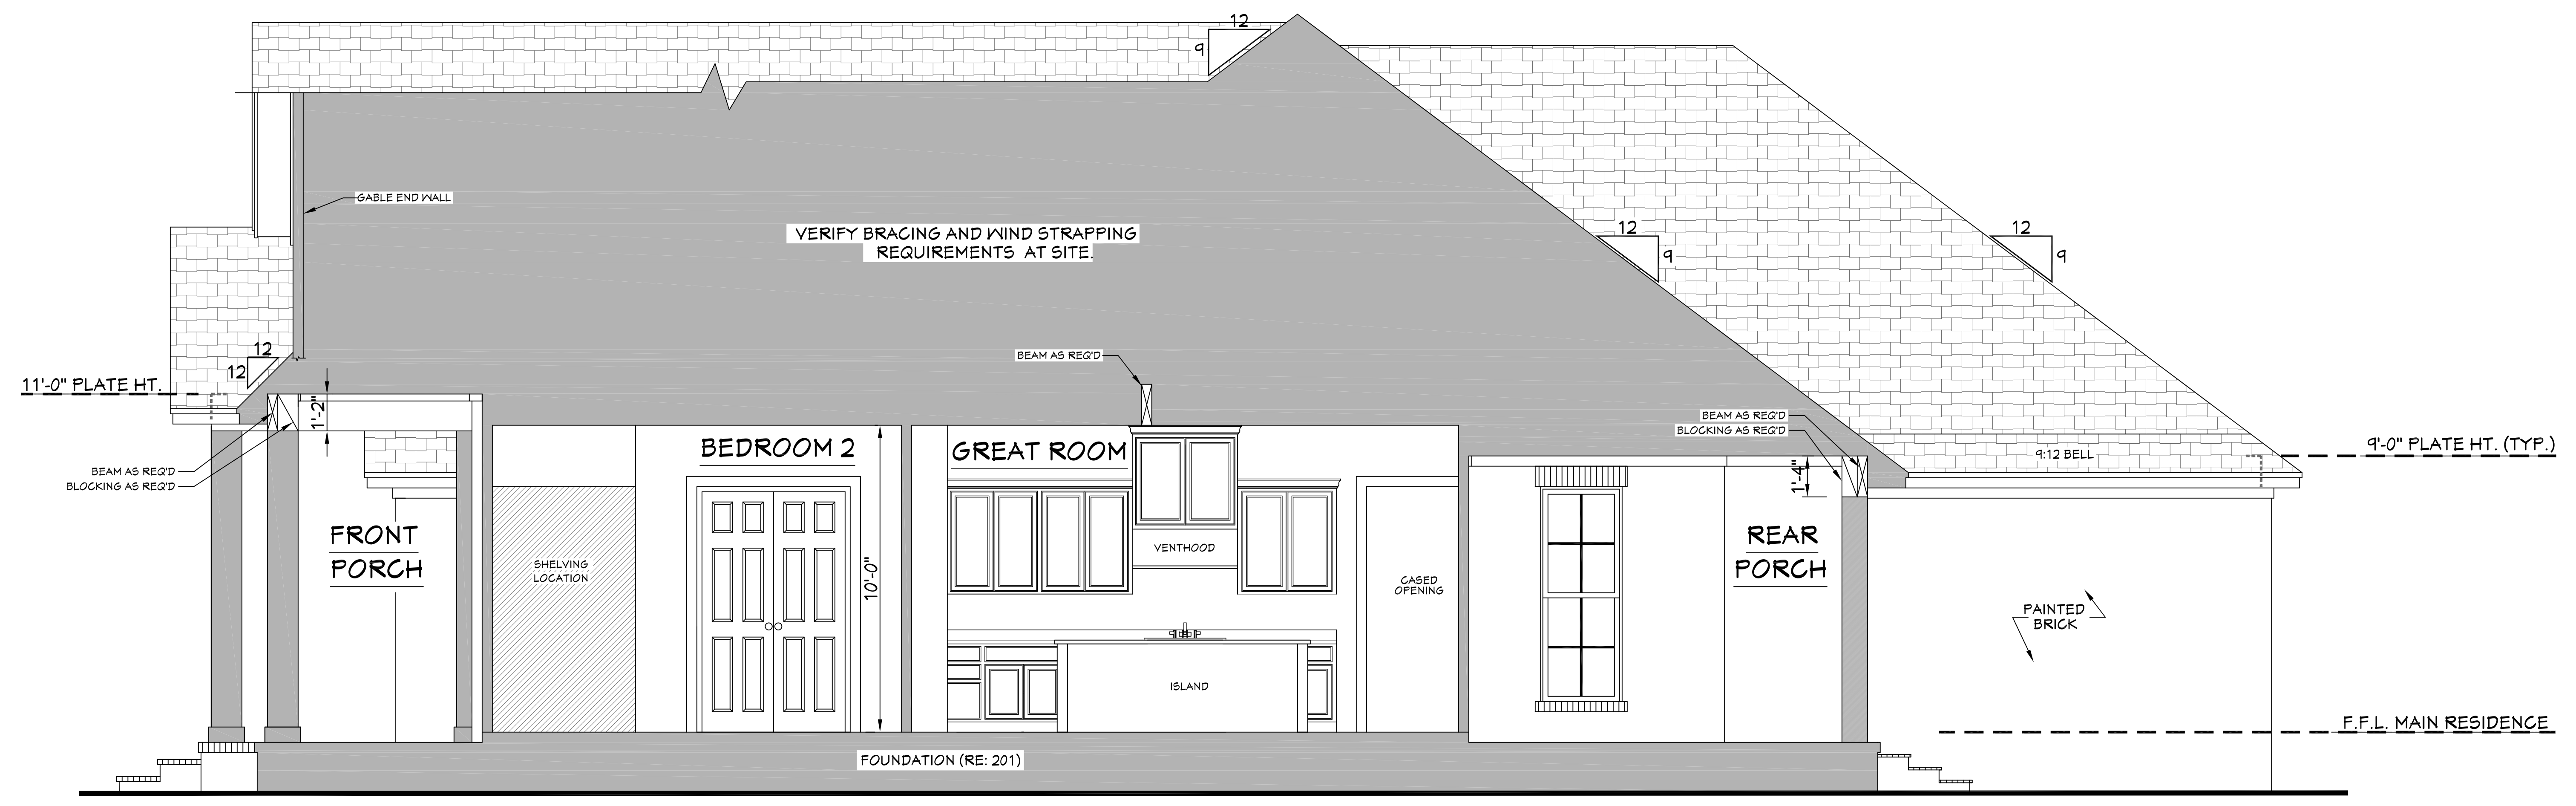 12
9
GABLE END WALL
VERIFY BRACING AND WIND STRAPPING
REQUIREMENTS AT SITE.
12
9
12
9
12
12
BEAM AS REQ'D
11'-0" PLATE HT.
1'-2"
BEAM AS REQ'D
BLOCKING AS REQ'D
BEAM AS REQ'D
BLOCKING AS REQ'D
9'-0" PLATE HT. (TYP.)
9:12 BELL
1'-4"
BEDROOM 2
GREAT ROOM
FRONT
PORCH
SHELVING
LOCATION
10'-0"
VENTHOOD
CASED
OPENING
REAR
PORCH
PAINTED
BRICK
ISLAND
F.F.L. MAIN RESIDENCE
FOUNDATION (RE: 201)